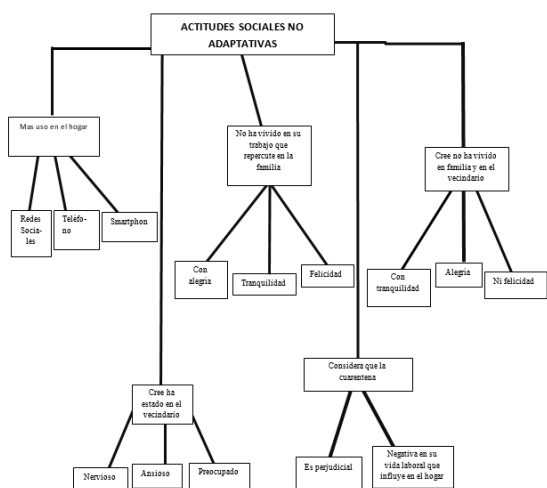 ACTITUDES SOCIALES NO
ADAPTATIVAS
Mas uso en el hogar
Redes
Socia-
les
Teléfo-
no
Smartphon
No ha vivido en su
trabajo que
repercute en la
familia
Con
alegria
Tranquilidad
Felicidad
Cree no ha vivido
en familia y en el
vecindario
Con
tranquilidad
Alegria
Ni felicidad
Cree ha
estado en el
vecindario
Nervioso
Ansioso
Preocupado
Considera que la
cuarentena
Es perjudicial
Negativa en su
vida laboral que
influye en el hogar